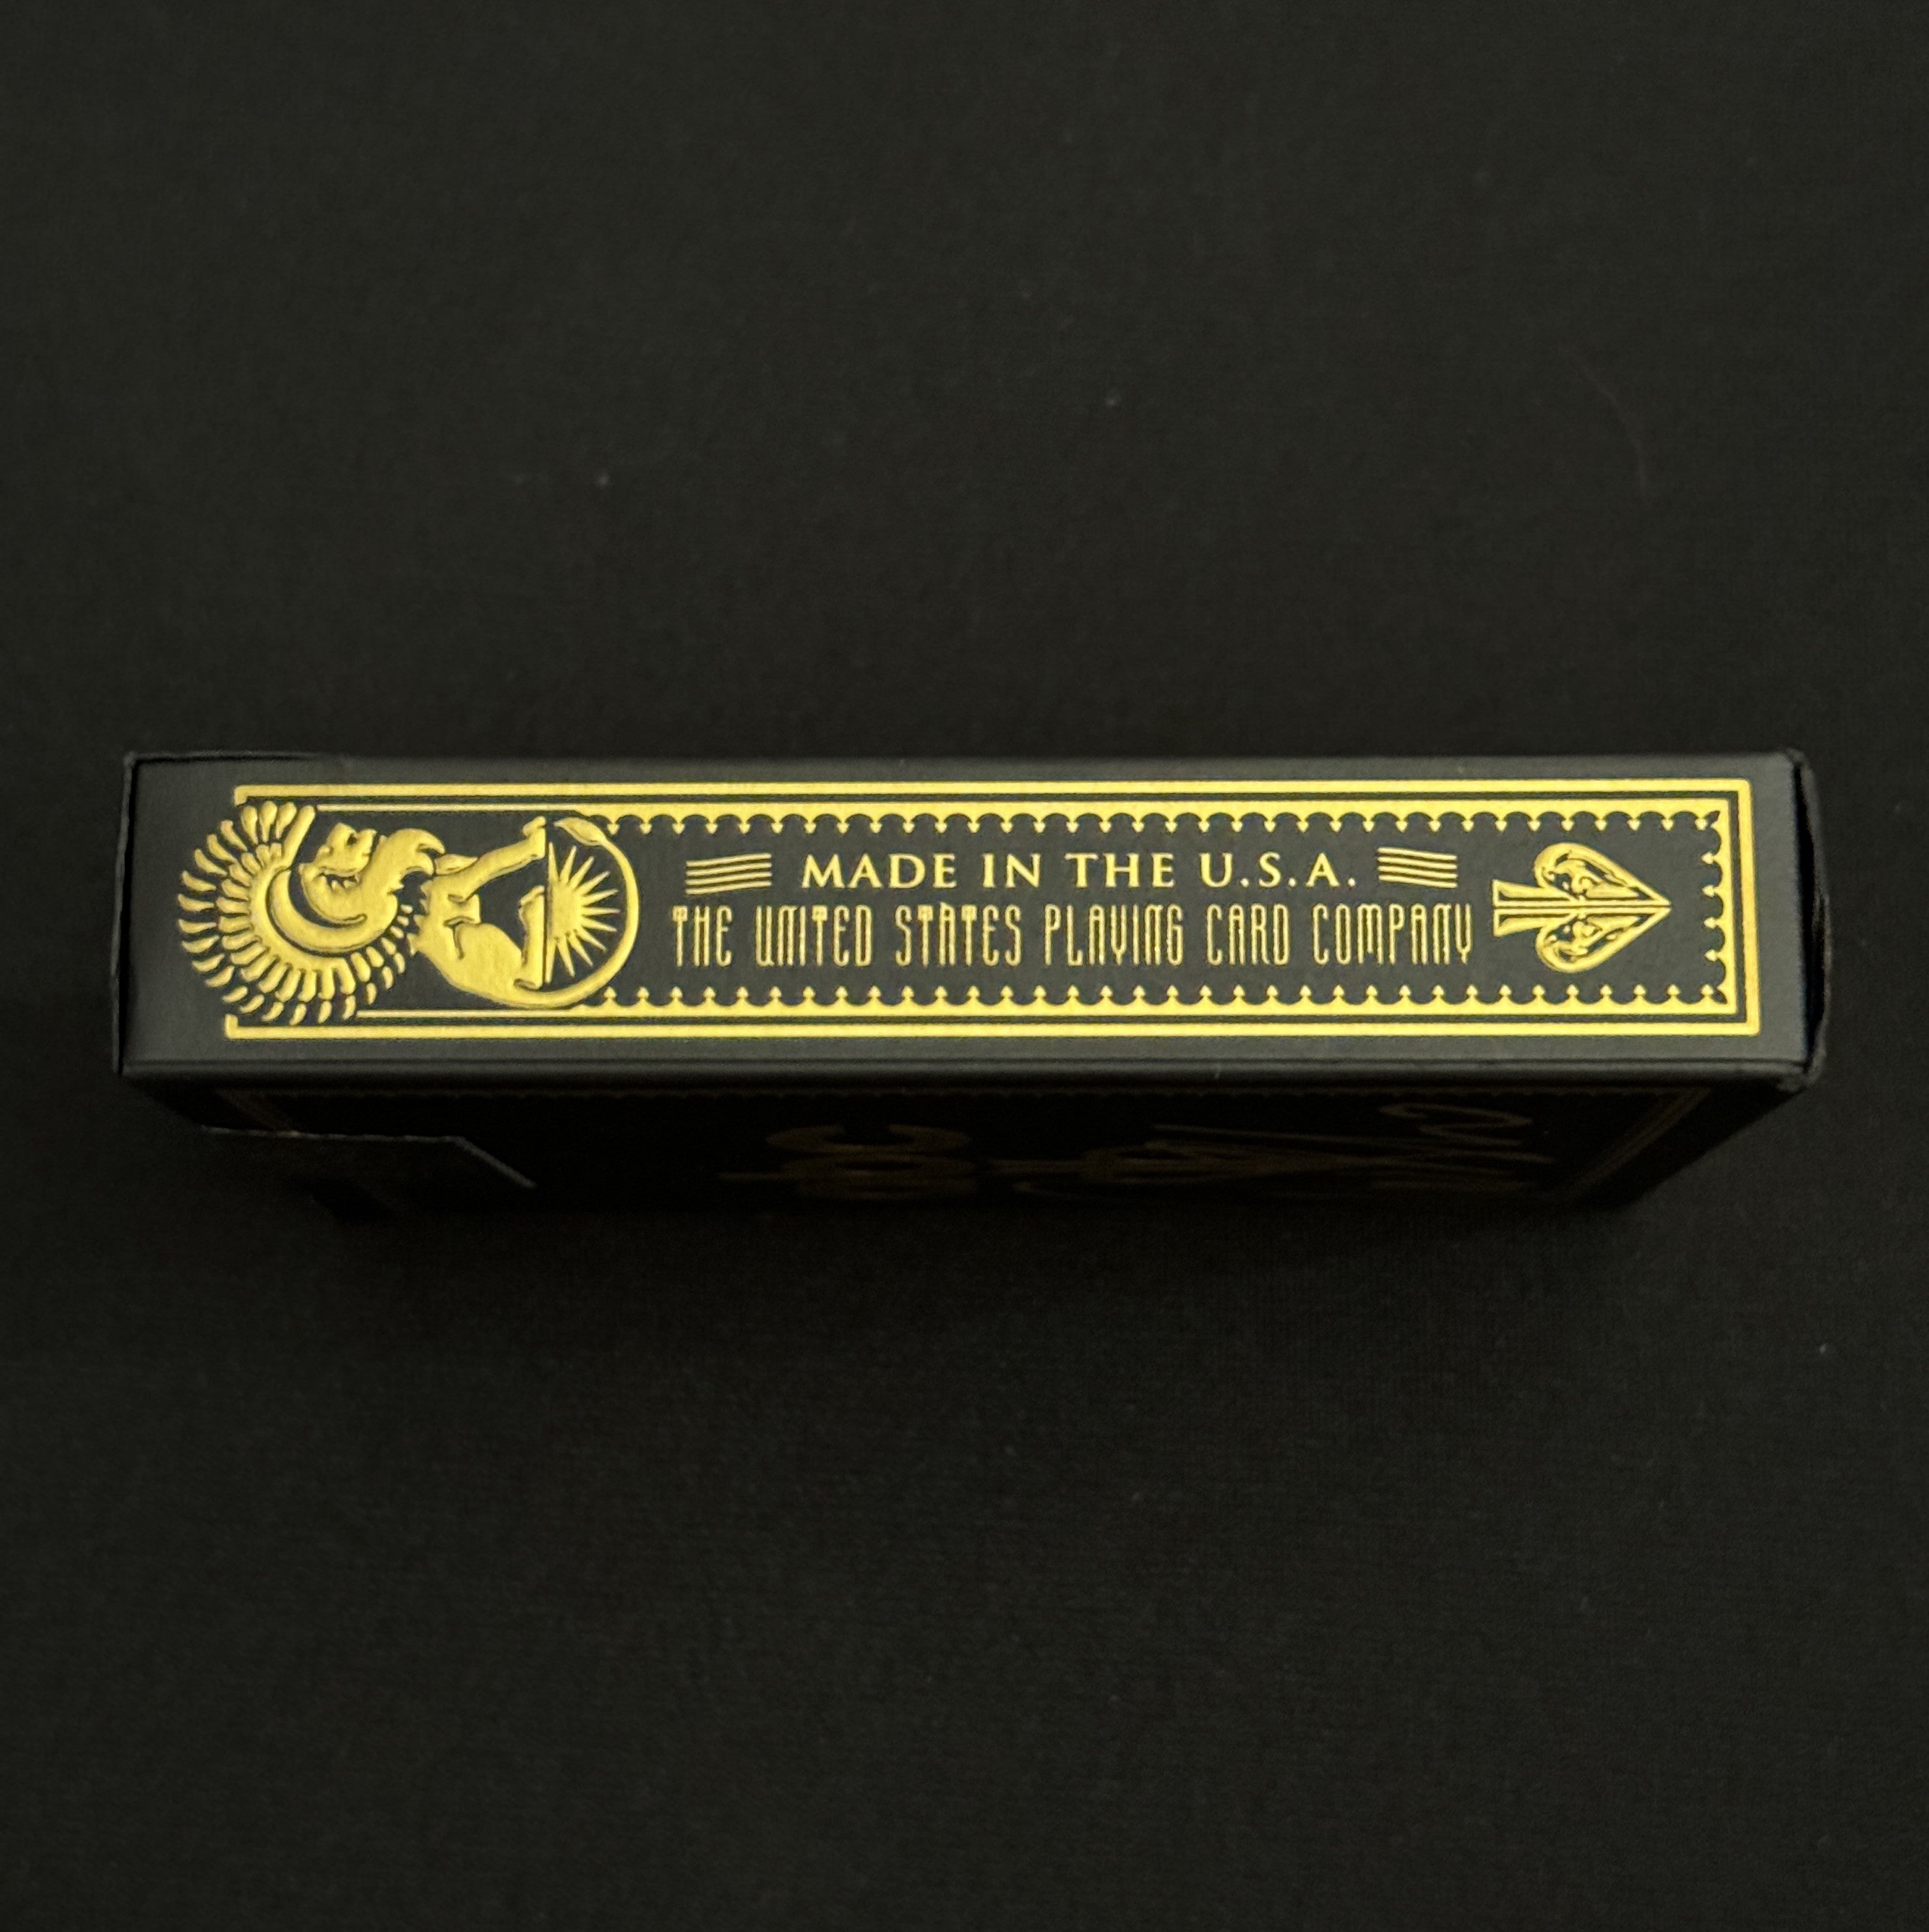 MADE IN THE U.S.A.
THE UNITED STATES PLAYING CARD COMPANY